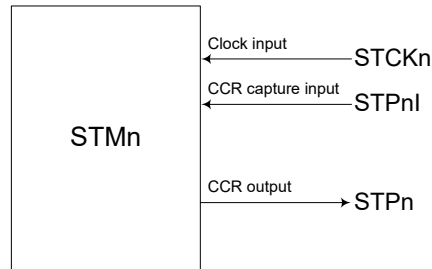 Clock input
STCKn
CCR capture input
STPnI
STMn
CCR output
STPn